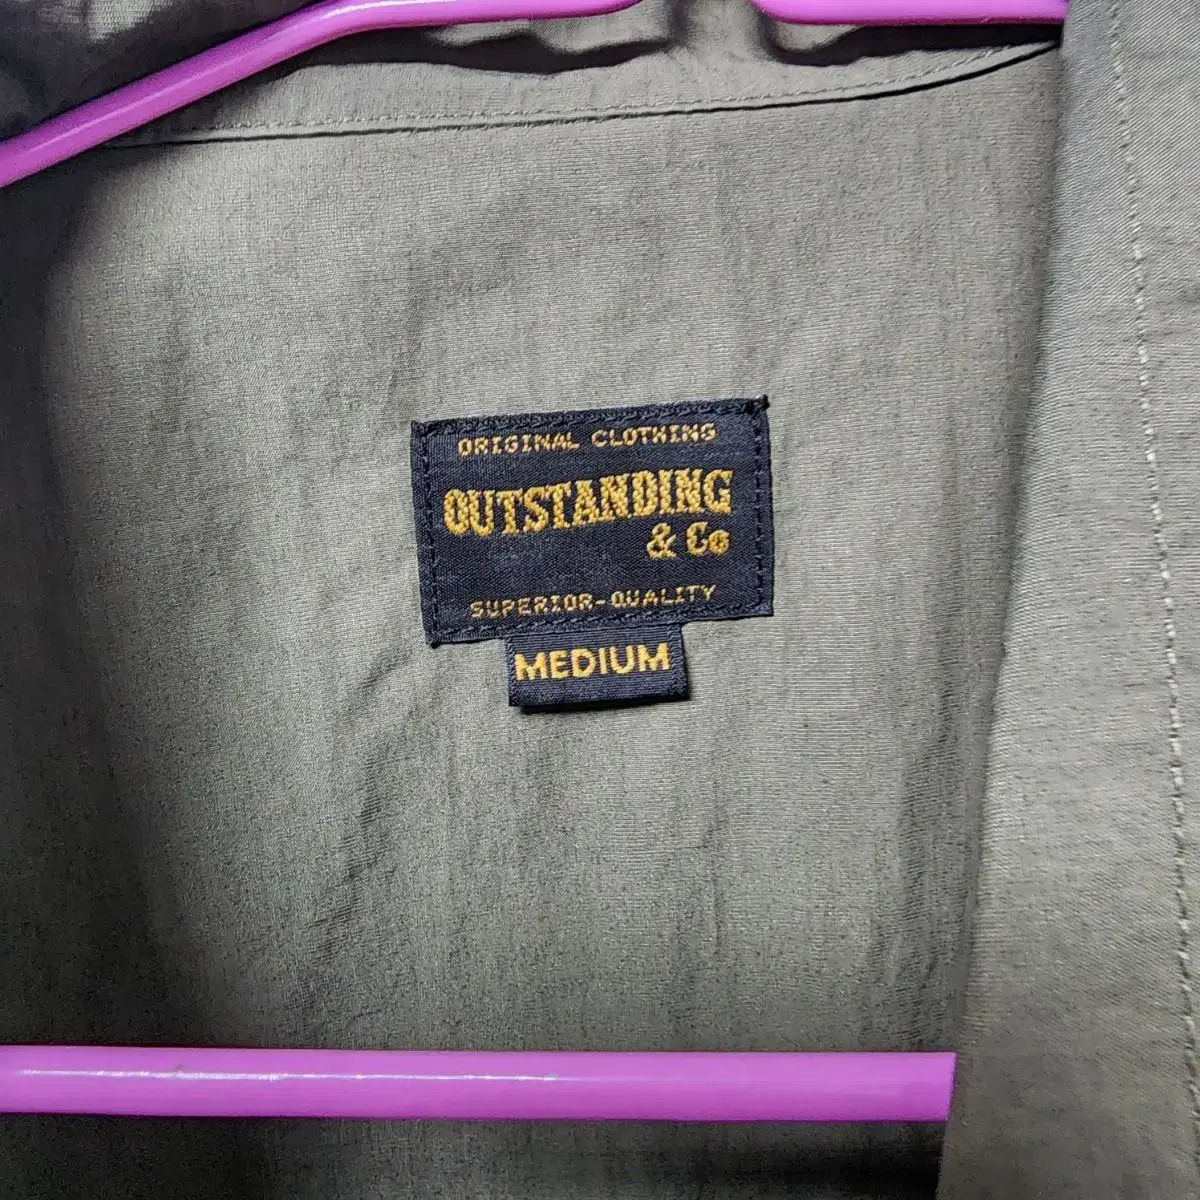 ORIGINAL CLOTHING
OUTSTANDING
& Co
SUPERIOR-QUALITY
MEDIUM